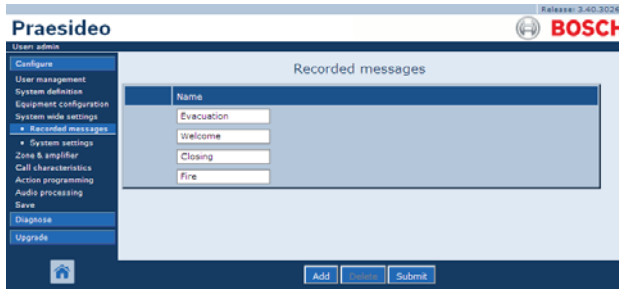 Release: 3.40.3026
Praesideo
BOSCH
User: admin
Configure
User management
System definition
Equipment configuration
System wide settings
Recorded messages
System settings
Zone & amplifier
Call characteristics
Action programming
Audio processing
Save
Diagnose
Upgrade
Recorded messages
Name
Evacuation
Welcome
Closing
Fire
Add
Delete
Submit